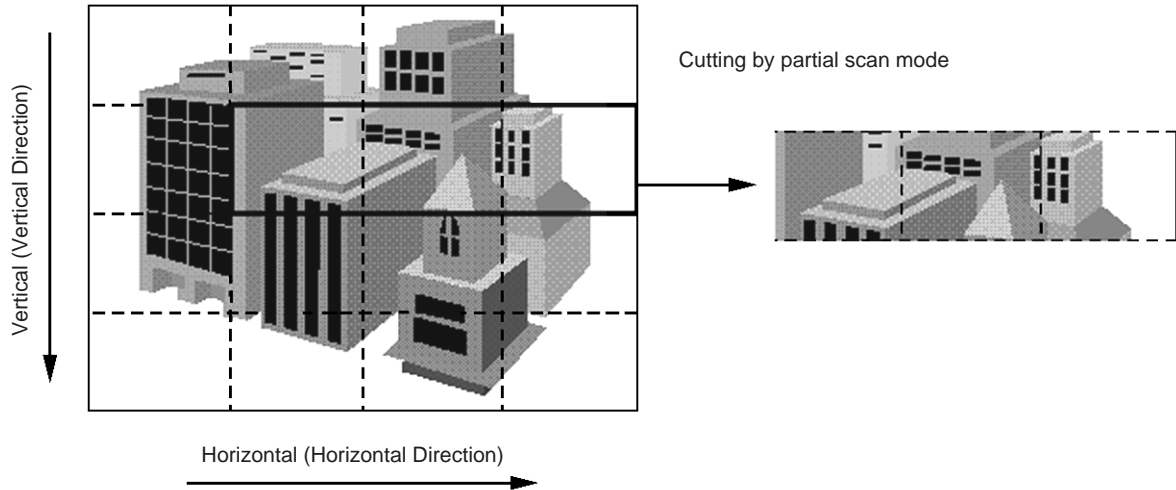 Cutting by partial scan mode
Vertical (Vertical Direction)
Horizontal (Horizontal Direction)